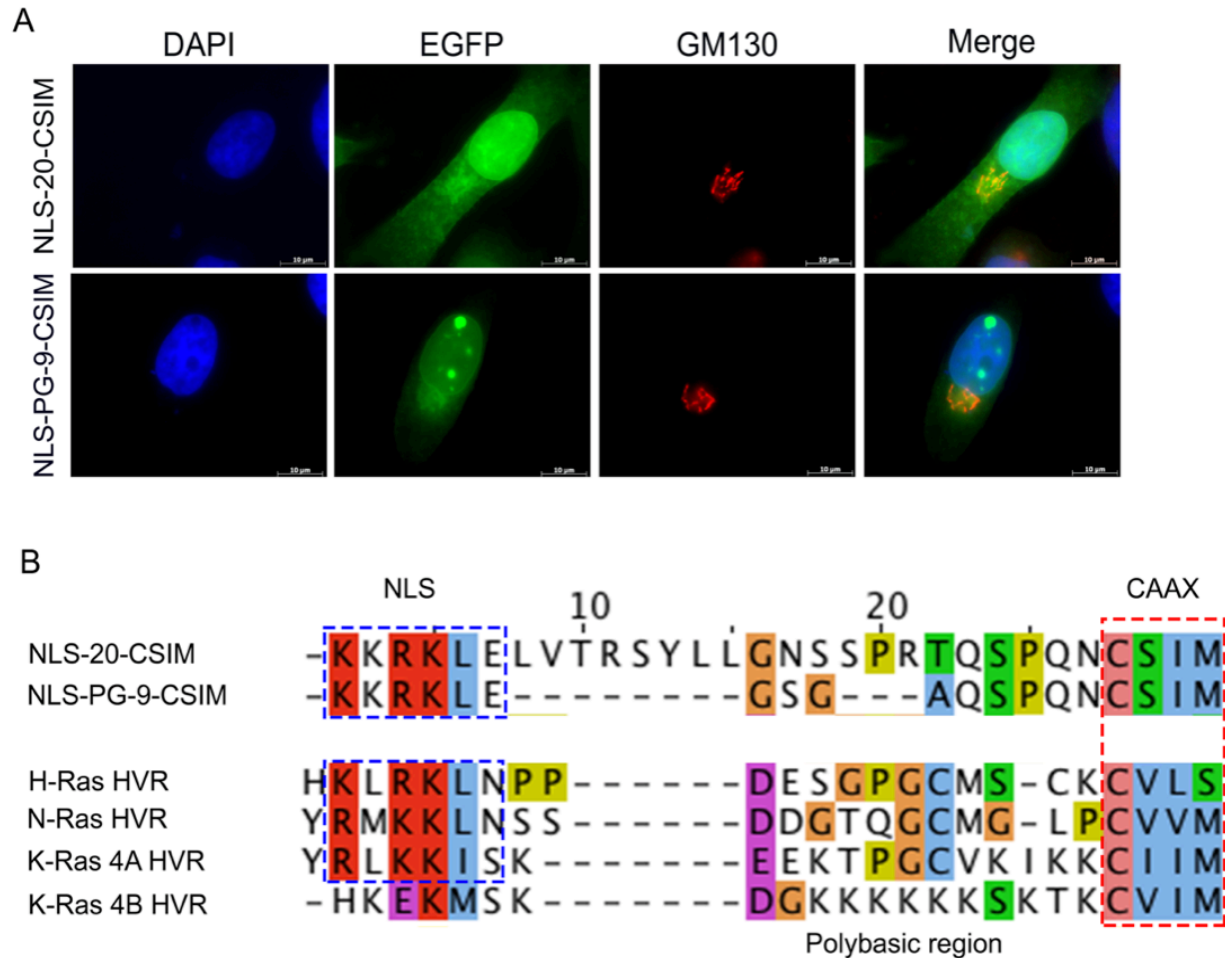 A
DAPI EGFP GM130 Merge
NLS-20-CSIM
10 µm 10 µm 10 µm 10 µm
NLS-PG-9-CSIM
10 µm 10 µm 10 µm 10 µm
B
NLS CAAX
10 20
NLS-20-CSIM -KKRKLELVTRSYLLGNSSPRTQSPQNCSIM
NLS-PG-9-CSIM -KKRKLE--------GSG---AQSPQNCSIM
H-Ras HVR HKLRKLNPP------DESGPGCMS-CKCVLS
N-Ras HVR YRMKKLNSS------DDGTQGCMG-LPCVVM
K-Ras 4A HVR YRLKKISK-------EEKTPGCVKIKKCIIM
K-Ras 4B HVR -HKEKMSK-------DGKKKKKKSKTKCVIM
Polybasic region